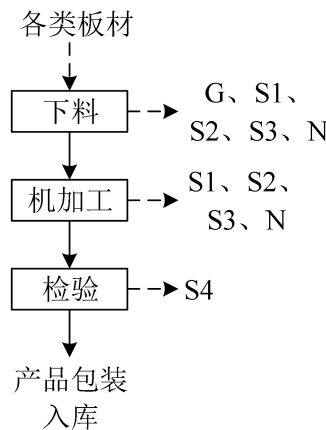 各类板材
下料
G、S1、
S2、S3、N
机加工
S1、S2、
S3、N
检验
S4
产品包装
入库